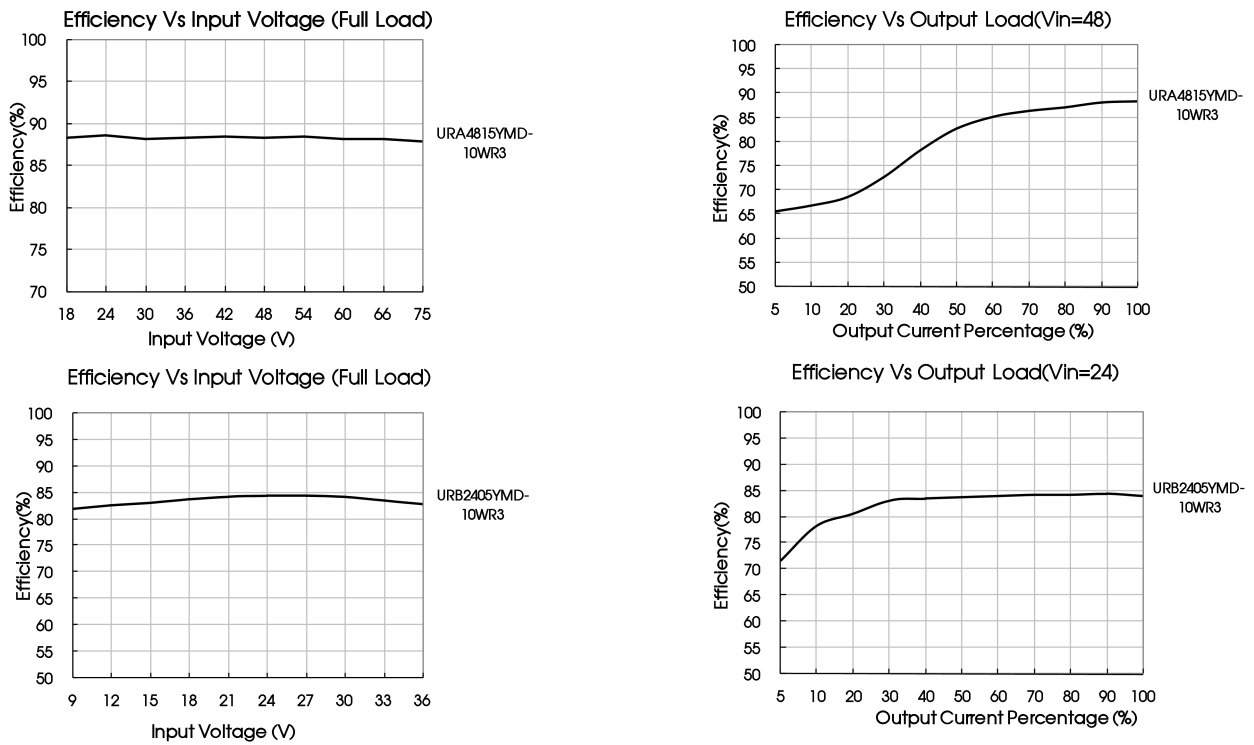 Efficiency Vs Input Voltage (Full Load)
100
95
90
85
80
75
70
Efficiency(%)
18 24 30 36 42 48 54 60 66 75
Input Voltage (V)
URA4815YMD-
10WR3
Efficiency Vs Output Load(Vin=48)
100
95
90
85
80
75
70
65
60
55
50
Efficiency(%)
5 10 20 30 40 50 60 70 80 90 100
Output Current Percentage (%)
URA4815YMD-
10WR3
Efficiency Vs Input Voltage (Full Load)
100
95
90
85
80
75
70
65
60
55
50
Efficiency(%)
9 12 15 18 21 24 27 30 33 36
Input Voltage (V)
URB2405YMD-
10WR3
Efficiency Vs Output Load(Vin=24)
100
95
90
85
80
75
70
65
60
55
50
Efficiency(%)
5 10 20 30 40 50 60 70 80 90 100
Output Current Percentage (%)
URB2405YMD-
10WR3